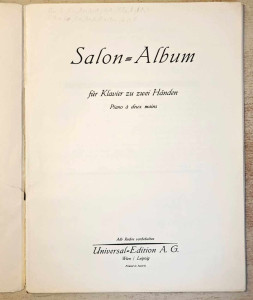 Salon=Album
für Klavier zu zwei Händen
Piano à deux mains
Alle Rechte vorbehalten
Universal-Edition A. G.
Wien / Leipzig